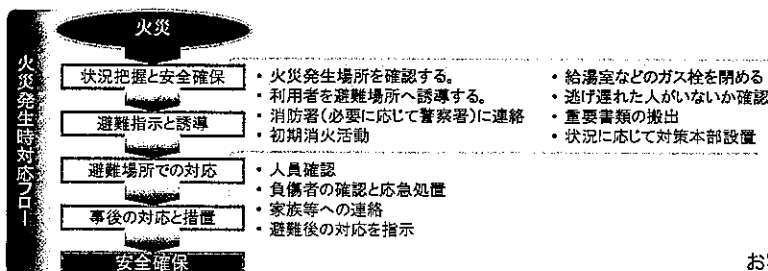 火災発生時対応フロー
火災
状況把握と安全確保
避難指示と誘導
・火災発生場所を確認する。
・利用者を避難場所へ誘導する。
・消防署(必要に応じて警察署)に連絡
・初期消火活動
・給湯室などのガス栓を閉める
・逃げ遅れた人がいないか確認
・重要書類の搬出
・状況に応じて対策本部設置
避難場所での対応
事後の対応と措置
・人員確認
・負傷者の確認と応急処置
・家族等への連絡
・避難後の対応を指示
安全確保